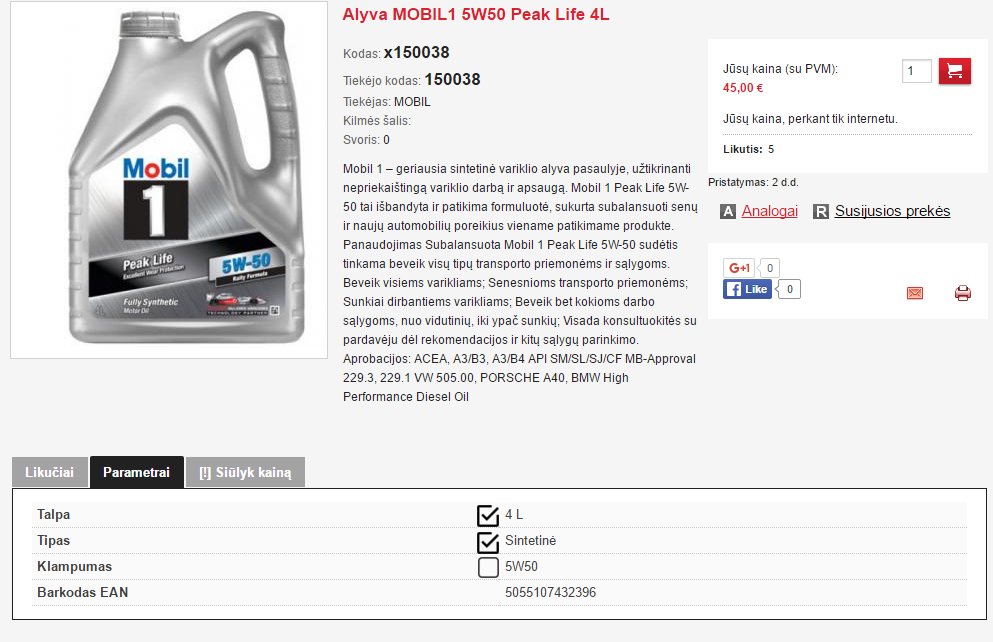 Alyva MOBIL1 5W50 Peak Life 4L
Kodas: x150038
Tiekėjo kodas: 150038
Tiekėjas: MOBIL
Kilmės šalis:
Svoris: 0
Mobil 1 – geriausia sintetinė variklio alyva pasaulyje, užtikrinanti
nepriekaištingą variklio darbą ir apsaugą. Mobil 1 Peak Life 5W-
50 tai išbandyta ir patikima formuluotė, sukurta subalansuoti senų
ir naujų automobilių poreikius viename patikimame produkte.
Panaudojimas Subalansuota Mobil 1 Peak Life 5W-50 sudėtis
tinkama beveik visų tipų transporto priemonėms ir sąlygoms.
Beveik visiems varikliams; Senesnioms transporto priemonėms;
Sunkiai dirbantiems varikliams; Beveik bet kokioms darbo
sąlygoms, nuo vidutinių, iki ypač sunkių; Visada konsultuokitės su
pardavėju dėl rekomendacijos ir kitų sąlygų parinkimo.
Aprobacijos: ACEA, A3/B3, A3/B4 API SM/SL/SJ/CF MB-Approval
229.3, 229.1 VW 505.00, PORSCHE A40, BMW High
Performance Diesel Oil
Mobil
1
Peak Life
Excellent Wear Protection
5W-50
Rally Formula
Fully Synthetic
Motor Oil
4L
TECHNOLOGY PARTNER
Jūsų kaina (su PVM):
45,00 €
1
Jūsų kaina, perkant tik internetu.
Likutis: 5
Pristatymas: 2 d.d.
A Analogai R Susijusios prekės
G+1 0
f Like 0
Likučiai Parametrai [!] Siūlyk kainą
Talpa 4 L
Tipas Sintetinė
Klampumas 5W50
Barkodas EAN 5055107432396